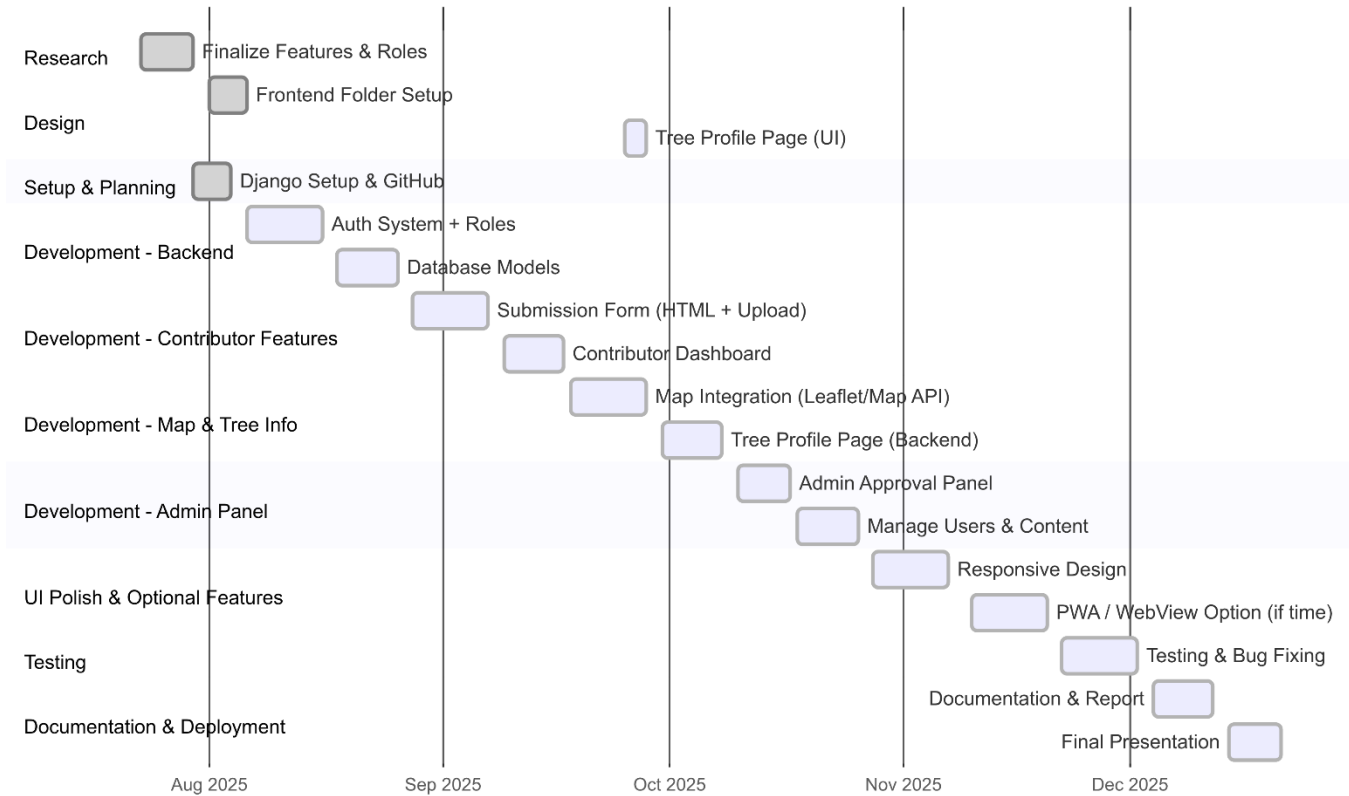 Research
Finalize Features & Roles
Frontend Folder Setup
Design
Tree Profile Page (UI)
Setup & Planning
Django Setup & GitHub
Auth System + Roles
Development - Backend
Database Models
Submission Form (HTML + Upload)
Development - Contributor Features
Contributor Dashboard
Map Integration (Leaflet/Map API)
Development - Map & Tree Info
Tree Profile Page (Backend)
Admin Approval Panel
Development - Admin Panel
Manage Users & Content
Responsive Design
UI Polish & Optional Features
PWA / WebView Option (if time)
Testing
Testing & Bug Fixing
Documentation & Report
Documentation & Deployment
Final Presentation
Aug 2025 Sep 2025 Oct 2025 Nov 2025 Dec 2025